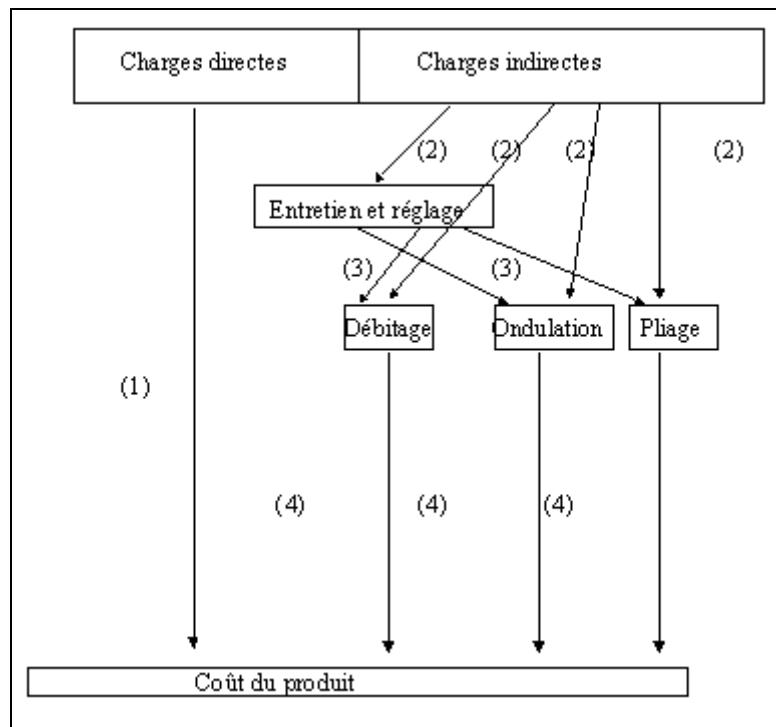 Charges directes Charges indirectes
(2) (2) (2) (2)
Entretien et réglage
(3) (3)
Débitage Ondulation Pliage
(1)
(4) (4) (4)
Coût du produit